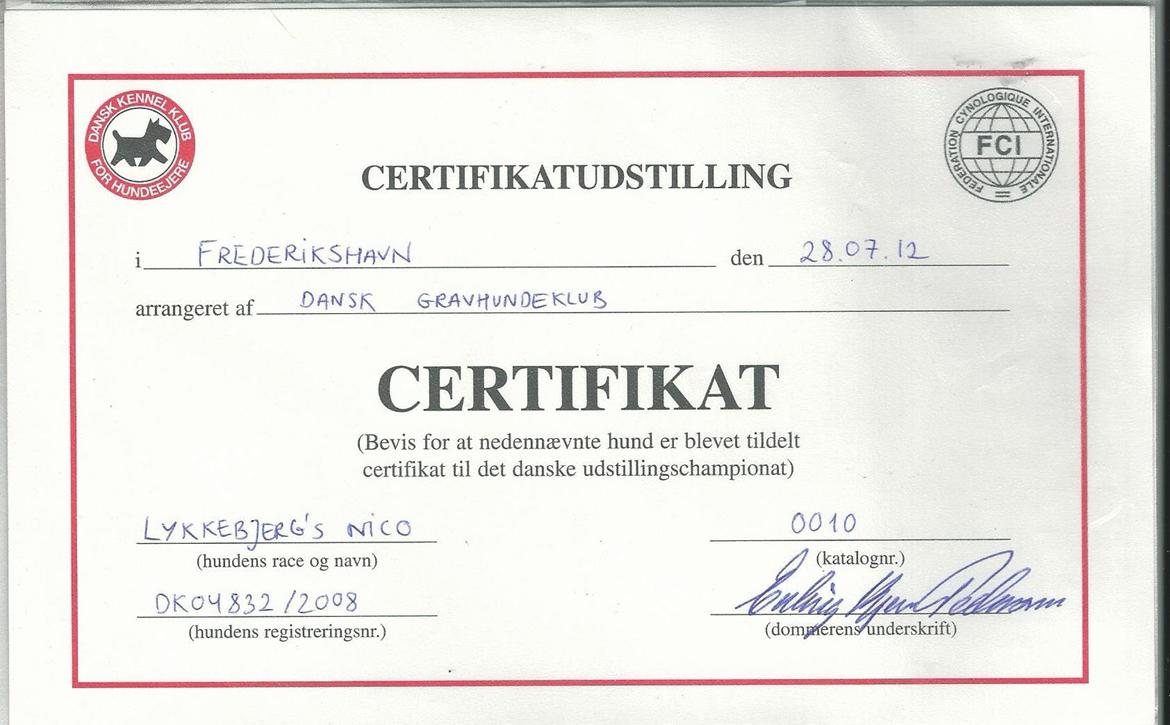 DANSK KENNEL KLUB
FOR HUNDEEJERE
FEDERATION CYNOLOGIQUE INTERNATIONALE
FCI
CERTIFIKATUDSTILLING
i FREDERIKSHAVN den 28.07.12
arrangeret af DANSK GRAVHUNDEKLUB
CERTIFIKAT
(Bevis for at nedennævnte hund er blevet tildelt
certifikat til det danske udstillingschampionat)
LYKKEBJERG'S NICO 0010
(hundens race og navn) (katalognr.)
DK04832/2008
(hundens registreringsnr.) (dommerens underskrift)